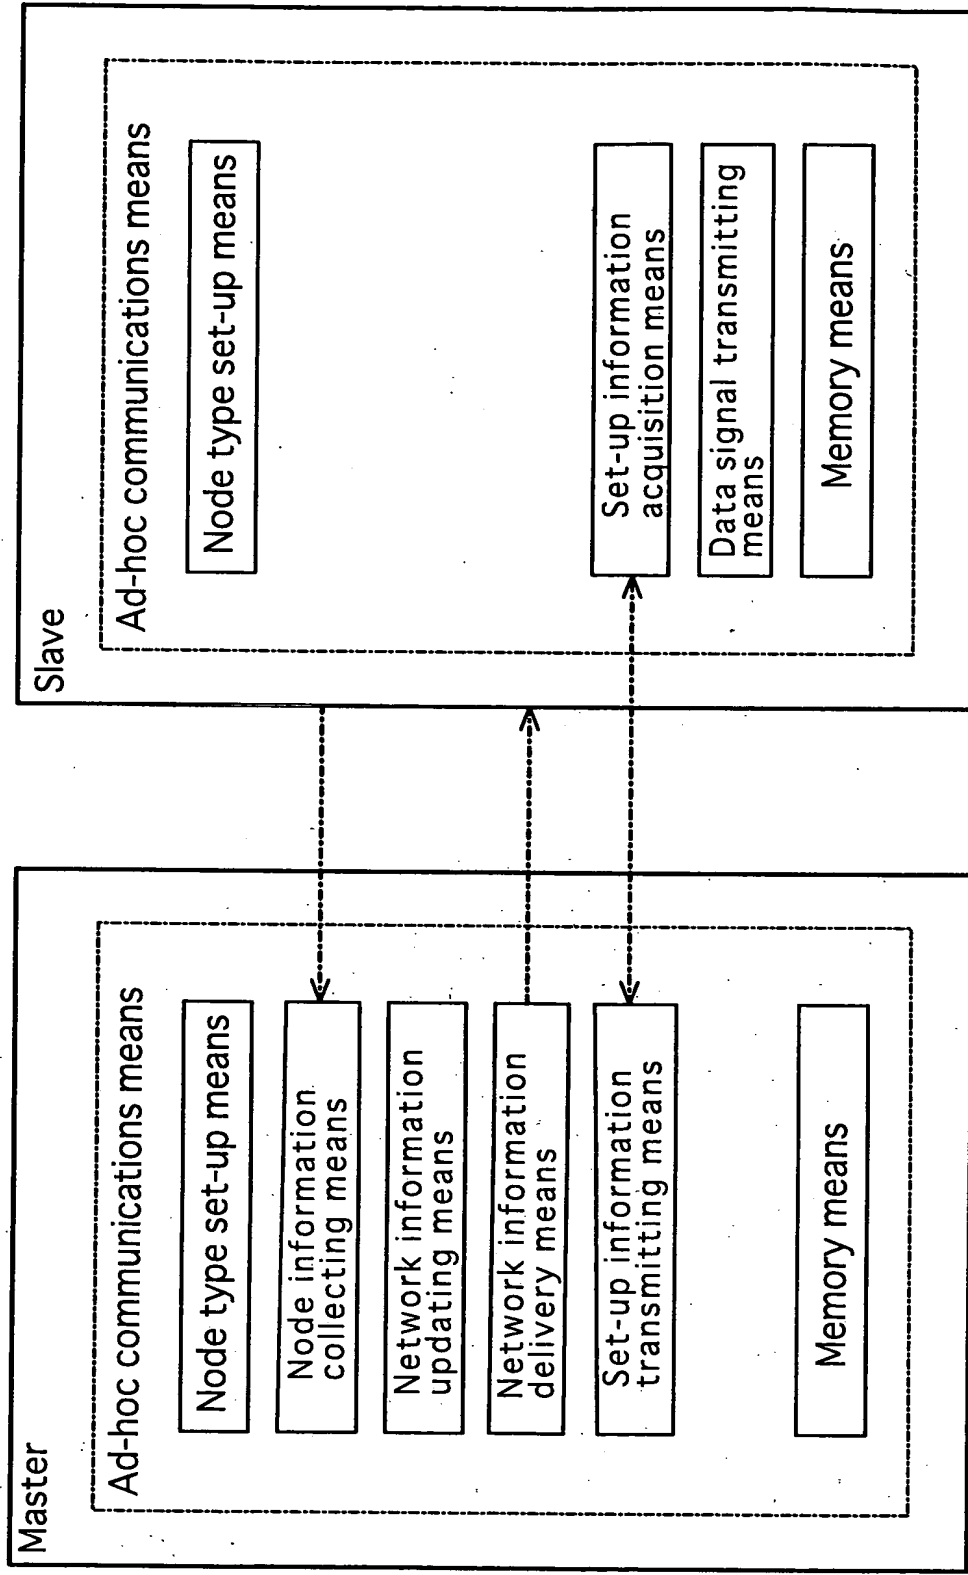 Master
Ad-hoc communications means
Node type set-up means
Node information
collecting means
Network information
updating means
Network information
delivery means
Set-up information
transmitting means
Memory means
Slave
Ad-hoc communications means
Node type set-up means
Set-up information
acquisition means
Data signal transmitting
means
Memory means